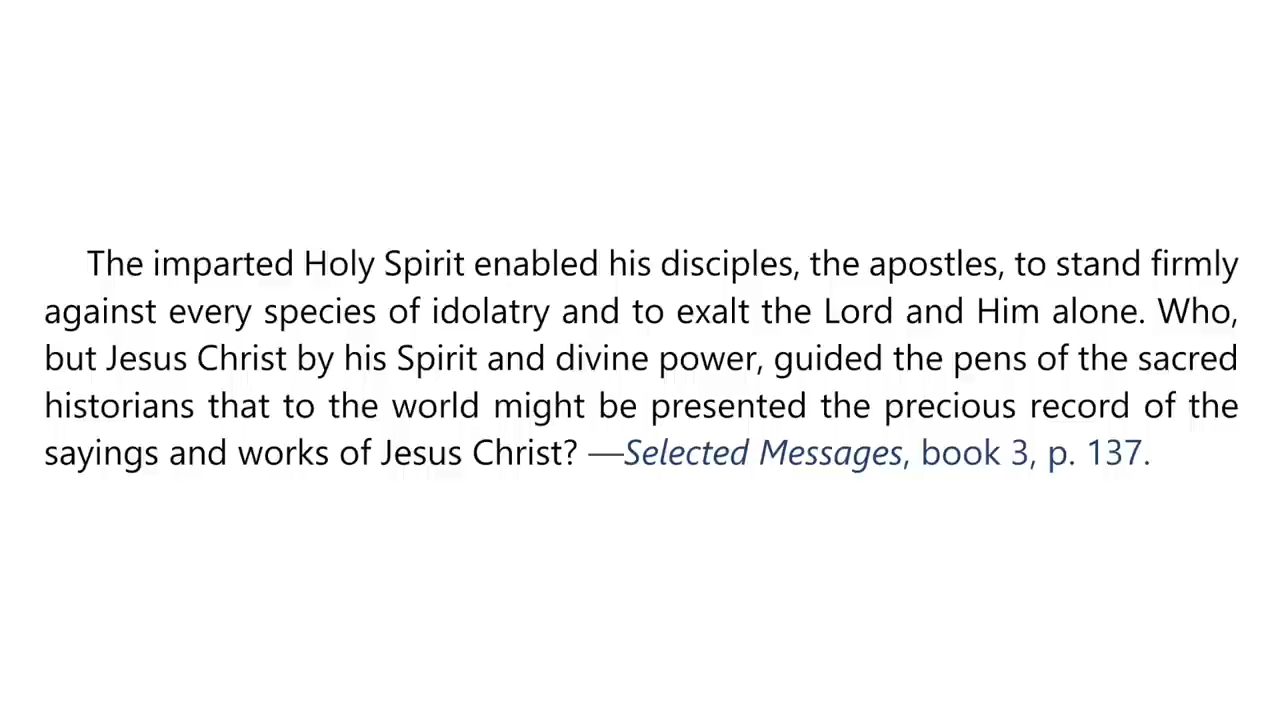 The imparted Holy Spirit enabled his disciples, the apostles, to stand firmly
against every species of idolatry and to exalt the Lord and Him alone. Who,
but Jesus Christ by his Spirit and divine power, guided the pens of the sacred
historians that to the world might be presented the precious record of the
sayings and works of Jesus Christ? —Selected Messages, book 3, p. 137.